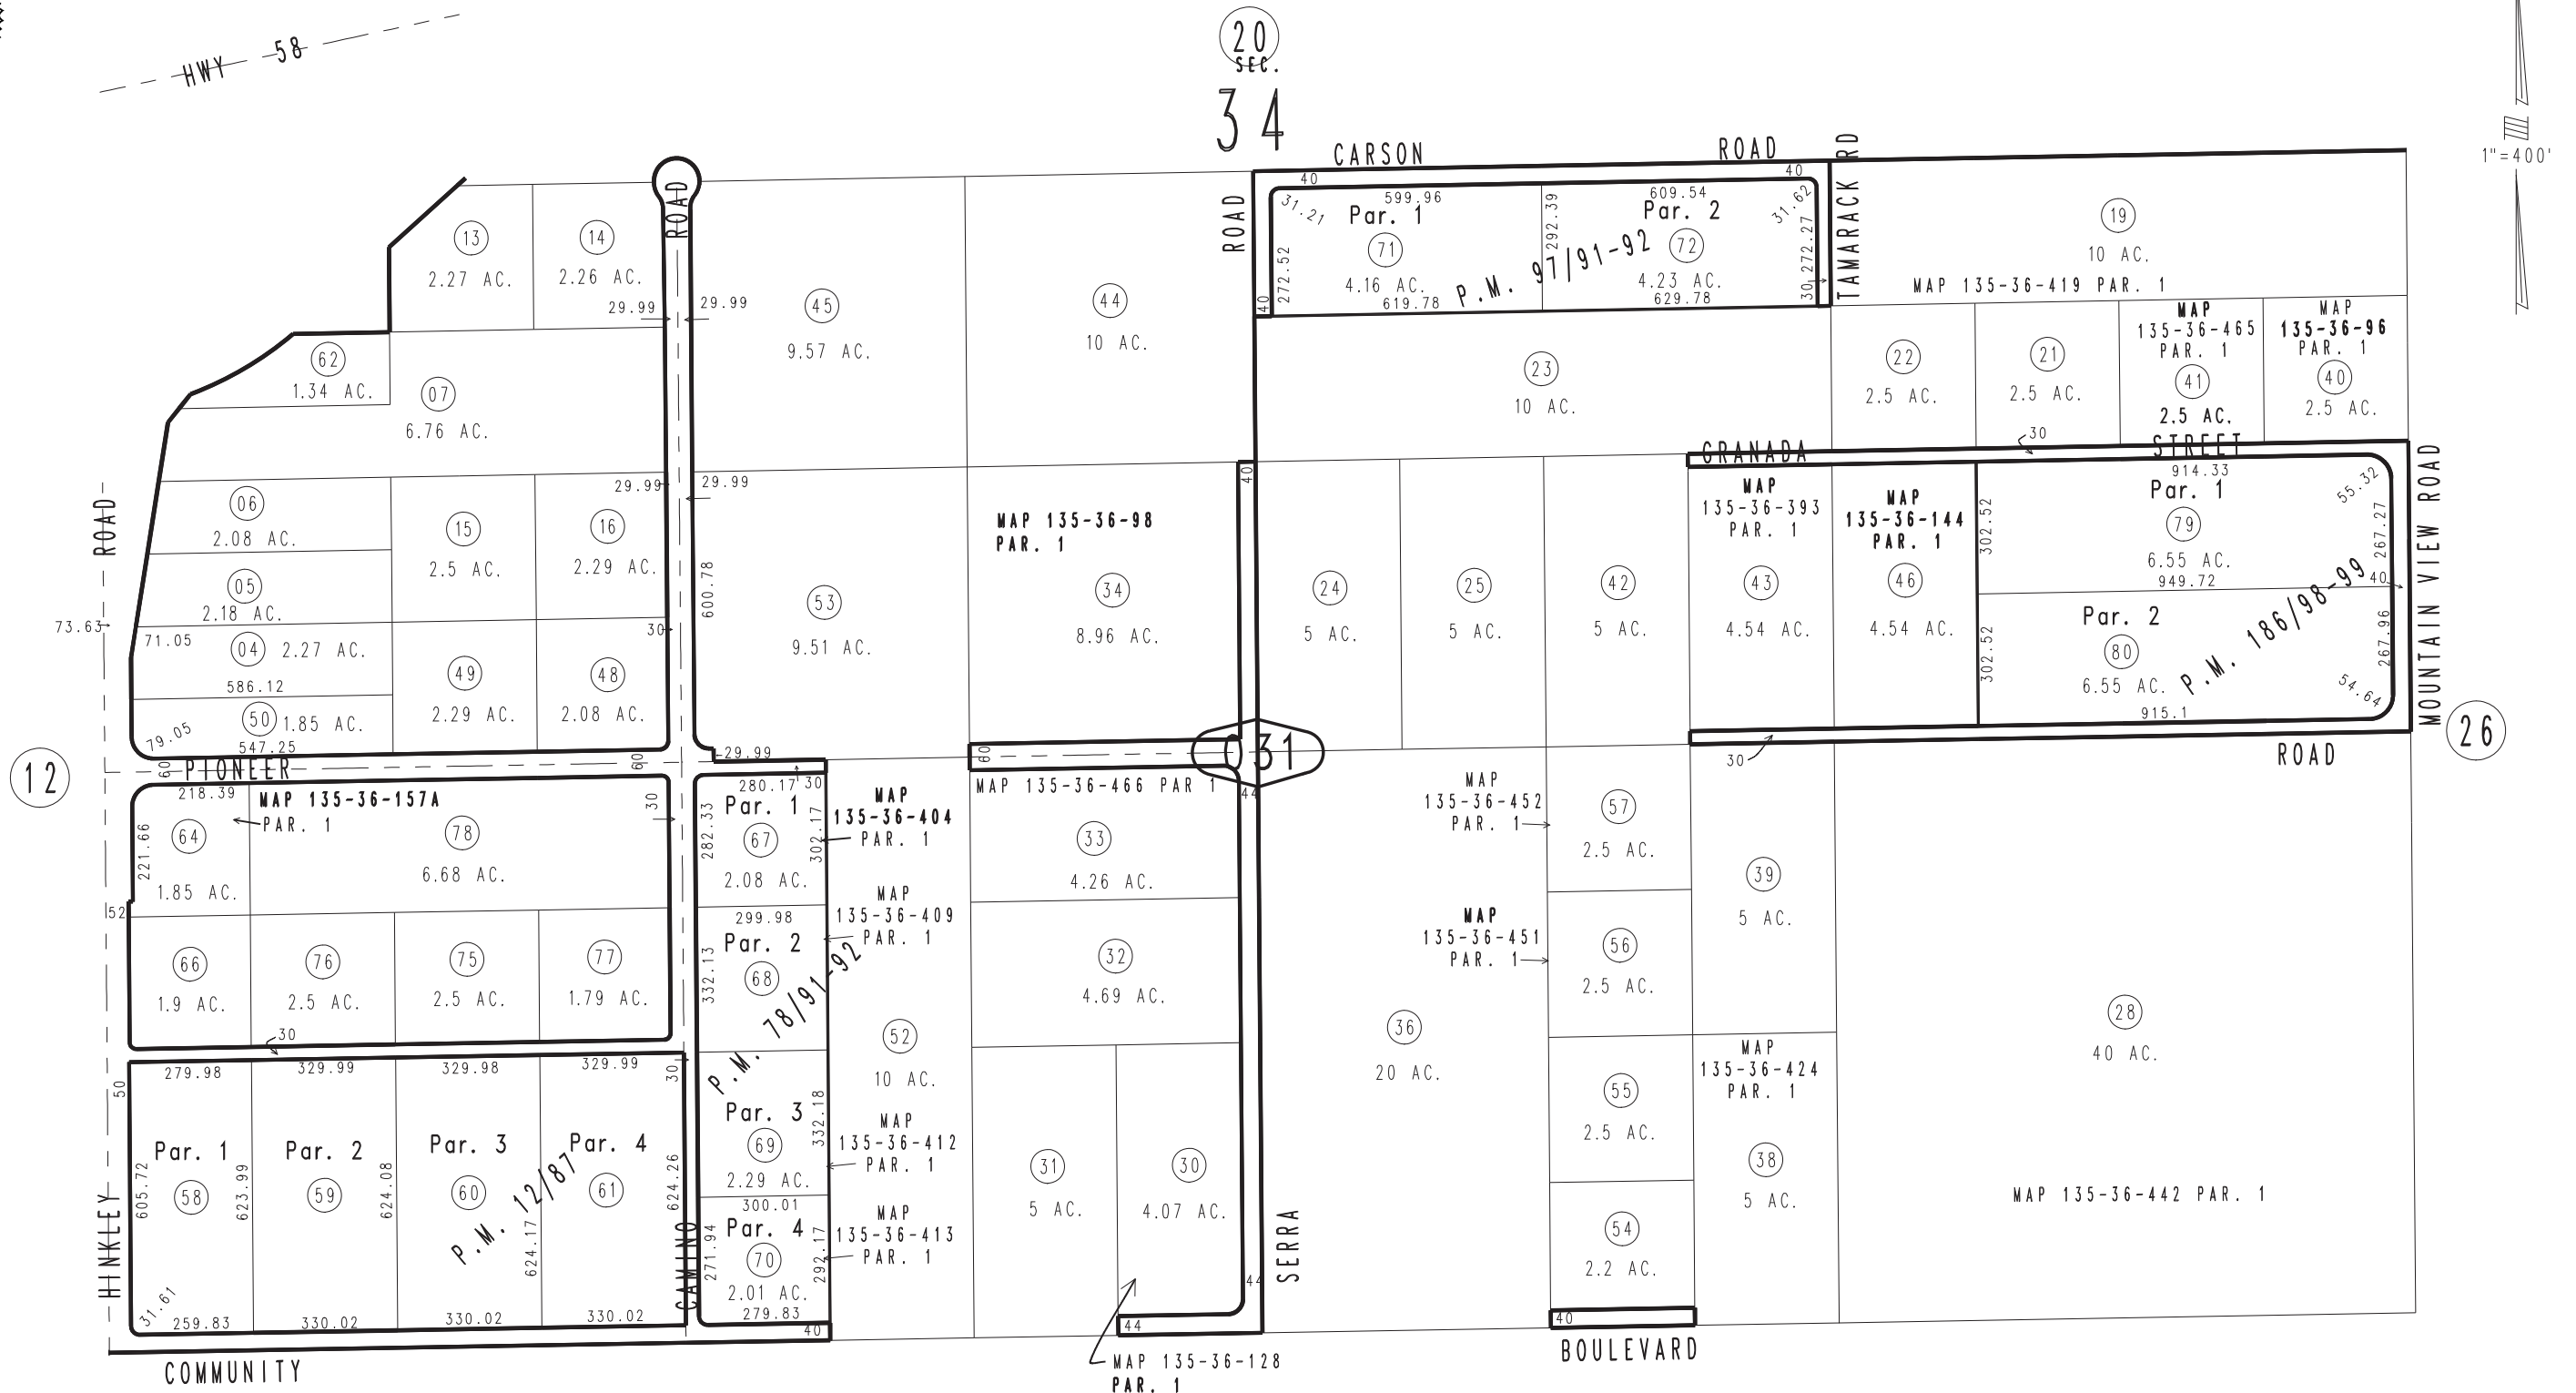 HWY 58
20
SEC.
34
1"=400'
CARSON ROAD
ROAD
TAMARACK RD
40
40
31.21
599.96
Par. 1
71
4.16 AC.
619.78
272.52
40
292.39
609.54
Par. 2
72
4.23 AC.
629.78
31.62
272.27
30
P.M. 97/91-92
19
10 AC.
MAP 135-36-419 PAR. 1
13
2.27 AC.
14
2.26 AC.
ROAD
29.99
29.99
45
9.57 AC.
44
10 AC.
62
1.34 AC.
07
6.76 AC.
23
10 AC.
22
2.5 AC.
21
2.5 AC.
MAP
135-36-465
PAR. 1
41
2.5 AC.
MAP
135-36-96
PAR. 1
40
2.5 AC.
GRANADA STREET
30
ROAD
06
2.08 AC.
05
2.18 AC.
73.63
71.05
04 2.27 AC.
586.12
50 1.85 AC.
79.05
547.25
15
2.5 AC.
16
2.29 AC.
49
2.29 AC.
48
2.08 AC.
29.99
29.99
600.78
30
53
9.51 AC.
MAP 135-36-98
PAR. 1
34
8.96 AC.
40
24
5 AC.
25
5 AC.
42
5 AC.
MAP
135-36-393
PAR. 1
43
4.54 AC.
MAP
135-36-144
PAR. 1
46
4.54 AC.
914.33
Par. 1
79
6.55 AC.
949.72
302.52
55.32
267.27
40
Par. 2
80
6.55 AC.
915.1
302.52
267.96
54.64
P.M. 186/98-99
MOUNTAIN VIEW ROAD
26
12
60
PIONEER
60
29.99
30
60
031
30
ROAD
218.39
MAP 135-36-157A
PAR. 1
64
221.66
1.85 AC.
78
6.68 AC.
30
280.17
Par. 1
67
2.08 AC.
282.33
302.17
MAP
135-36-404
PAR. 1
MAP 135-36-466 PAR 1
44
33
4.26 AC.
MAP
135-36-452
PAR. 1
57
2.5 AC.
39
5 AC.
52
66
1.9 AC.
76
2.5 AC.
75
2.5 AC.
77
1.79 AC.
299.98
Par. 2
68
332.13
MAP
135-36-409
PAR. 1
P.M. 78/91-92
32
4.69 AC.
MAP
135-36-451
PAR. 1
56
2.5 AC.
52
10 AC.
36
20 AC.
28
40 AC.
MAP 135-36-442 PAR. 1
30
279.98
329.99
329.98
329.99
30
50
Par. 1
58
605.72
623.99
31.61
259.83
Par. 2
59
624.08
330.02
Par. 3
60
624.17
330.02
Par. 4
61
624.26
330.02
P.M. 12/87
Par. 3
69
2.29 AC.
332.18
MAP
135-36-412
PAR. 1
300.01
Par. 4
70
2.01 AC.
279.83
271.94
292.17
MAP
135-36-413
PAR. 1
40
31
5 AC.
30
4.07 AC.
44
44
MAP 135-36-128
PAR. 1
55
2.5 AC.
54
2.2 AC.
40
MAP
135-36-424
PAR. 1
38
5 AC.
HINKLEY
CAMINO
SERRA
COMMUNITY BOULEVARD